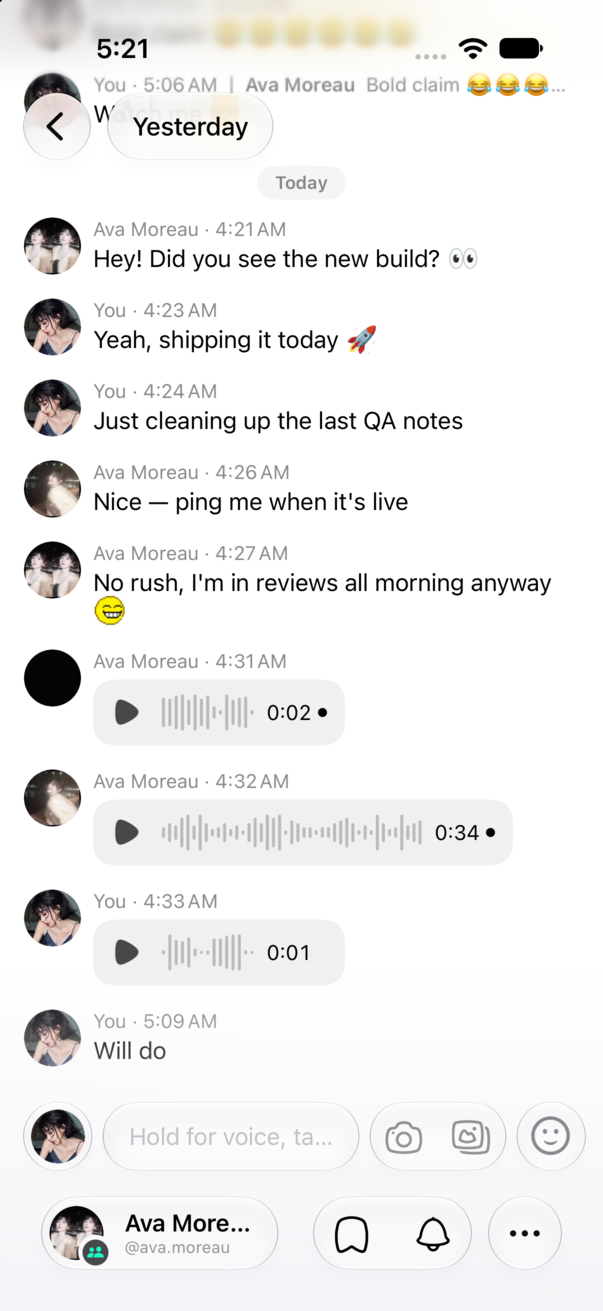 5:21
You · 5:06 AM | Ava Moreau Bold claim 😂😂😂...
Yesterday
Today
Ava Moreau · 4:21 AM
Hey! Did you see the new build? 👀
You · 4:23 AM
Yeah, shipping it today 🚀
You · 4:24 AM
Just cleaning up the last QA notes
Ava Moreau · 4:26 AM
Nice — ping me when it's live
Ava Moreau · 4:27 AM
No rush, I'm in reviews all morning anyway
😁
Ava Moreau · 4:31 AM
0:02
Ava Moreau · 4:32 AM
0:34
You · 4:33 AM
0:01
You · 5:09 AM
Will do
Hold for voice, ta...
Ava More...
@ava.moreau